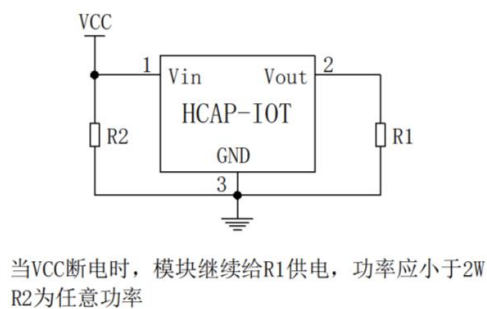 VCC
1
Vin
Vout
2
HCAP-IOT
R2
R1
GND
3
当VCC断电时，模块继续给R1供电，功率应小于2W
R2为任意功率